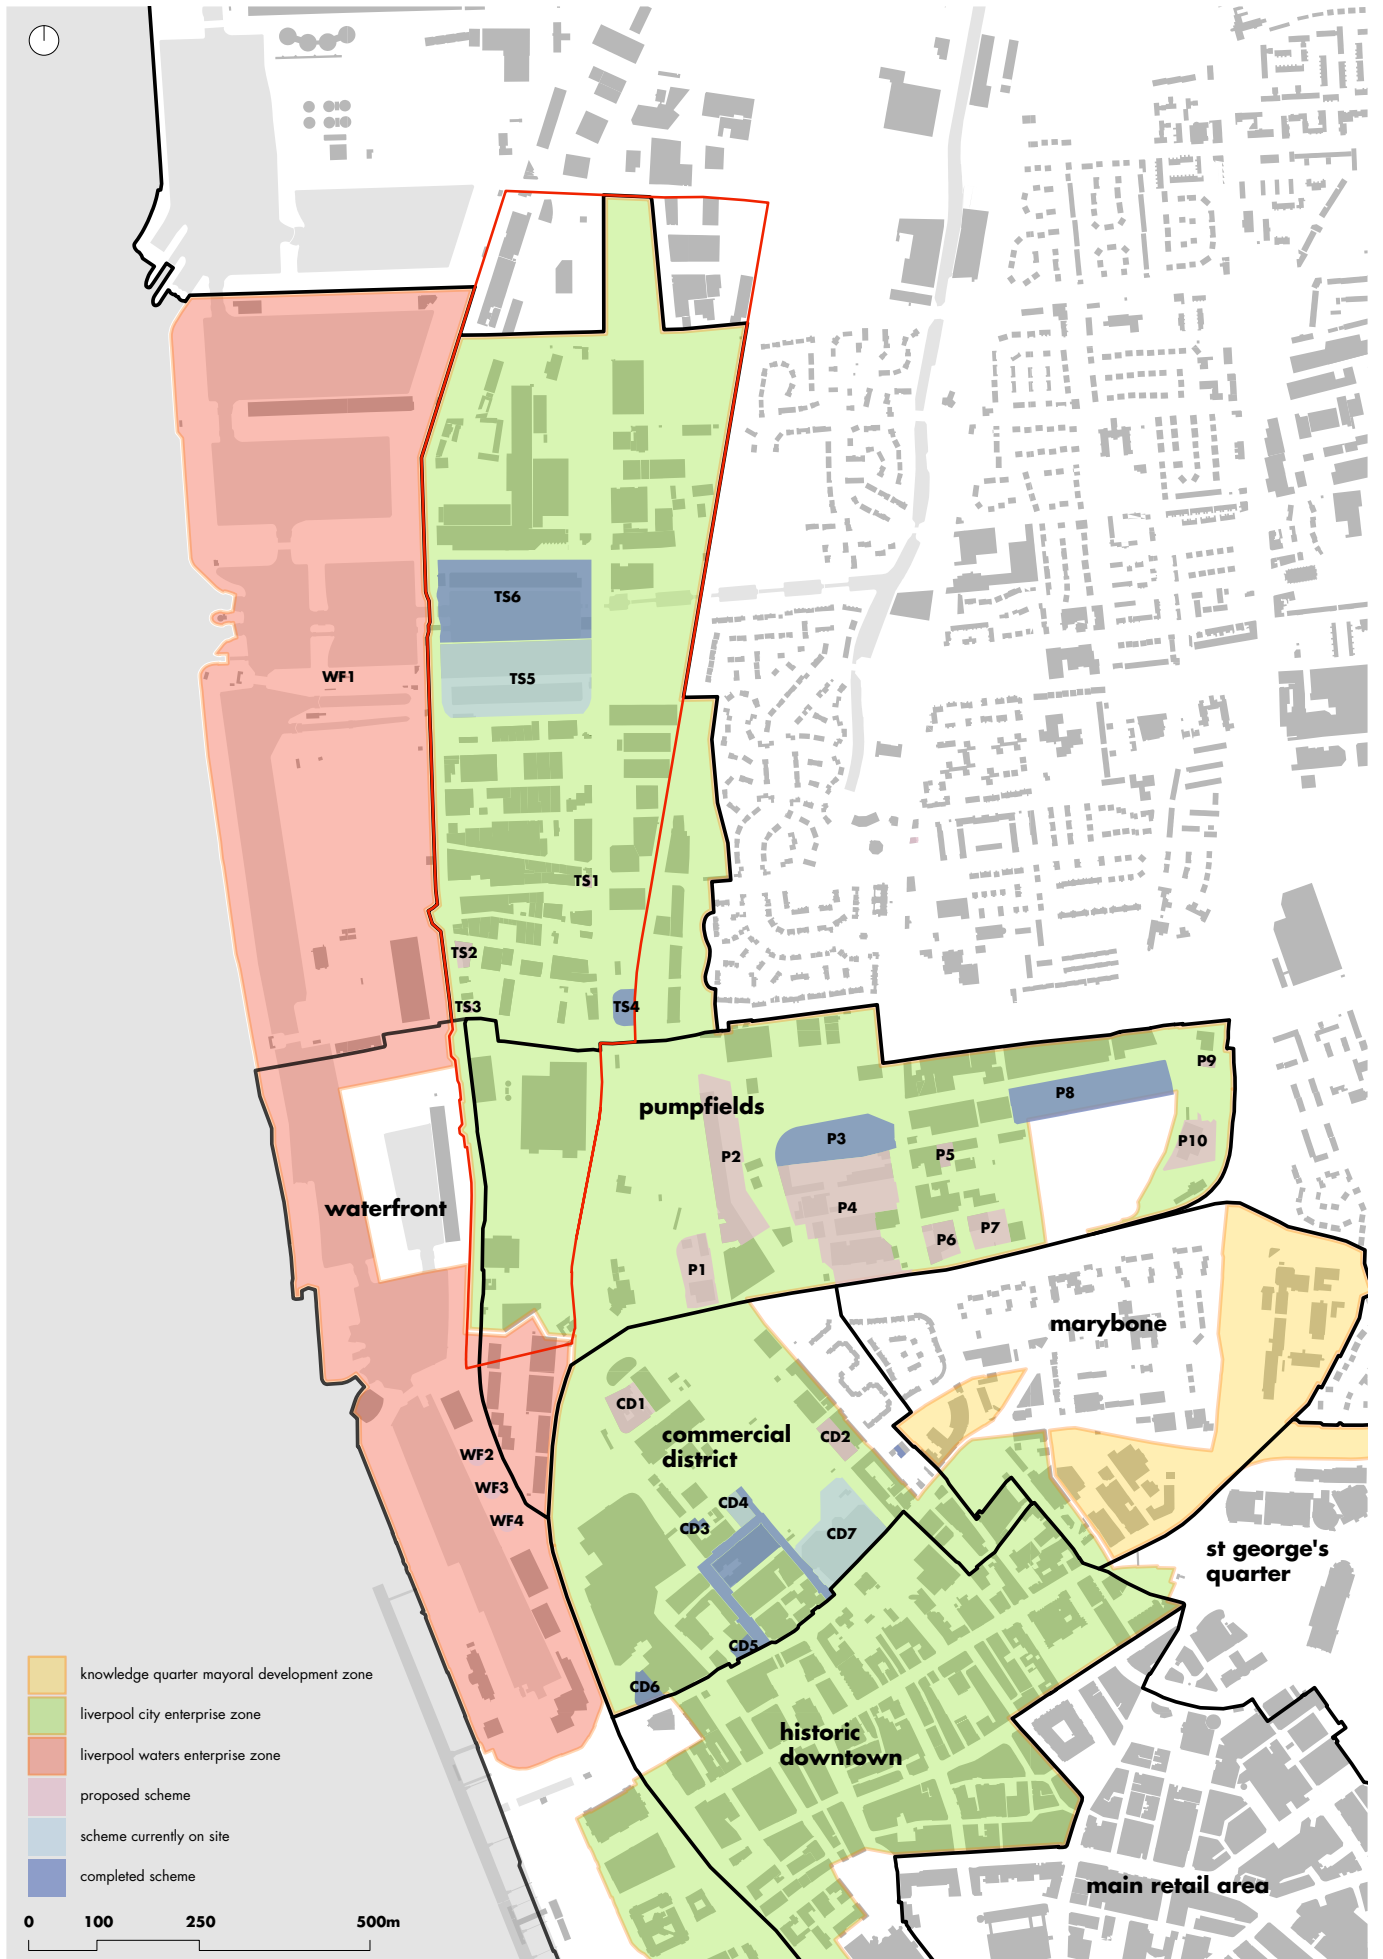 TS6
TS5
WF1
TS1
TS2
TS3
TS4
P9
P8
pumpfields
P3
P10
P2
P5
waterfront
P4
P7
P6
P1
marybone
CD1
commercial
district
CD2
WF2
WF3
CD4
WF4
CD3
CD7
st george's
quarter
CD5
knowledge quarter mayoral development zone
CD6
liverpool city enterprise zone
historic
downtown
liverpool waters enterprise zone
proposed scheme
scheme currently on site
completed scheme
main retail area
0 100 250 500m